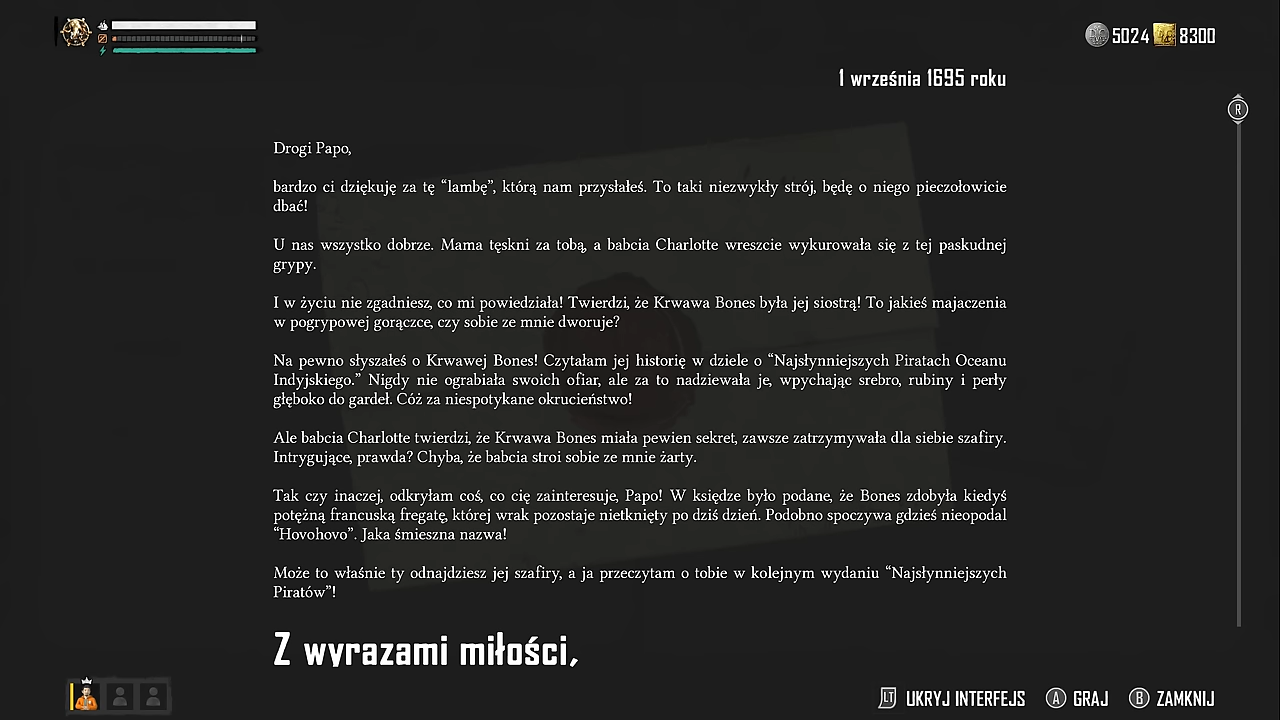 5024 8300
1 września 1695 roku
R
Drogi Papo,
bardzo ci dziękuję za tę “lambę”, którą nam przysłałeś. To taki niezwykły strój, będę o niego pieczołowicie
dbać!
U nas wszystko dobrze. Mama tęskni za tobą, a babcia Charlotte wreszcie wykurowała się z tej paskudnej
grypy.
I w życiu nie zgadniesz, co mi powiedziała! Twierdzi, że Krwawa Bones była jej siostrą! To jakieś majaczenia
w pogrypowej gorączce, czy sobie ze mnie dworuje?
Na pewno słyszałeś o Krwawej Bones! Czytałam jej historię w dziele o “Najsłynniejszych Piratach Oceanu
Indyjskiego.” Nigdy nie ograbiała swoich ofiar, ale za to nadziewała je, wpychając srebro, rubiny i perły
głęboko do gardeł. Cóż za niespotykane okrucieństwo!
Ale babcia Charlotte twierdzi, że Krwawa Bones miała pewien sekret, zawsze zatrzymywała dla siebie szafiry.
Intrygujące, prawda? Chyba, że babcia stroi sobie ze mnie żarty.
Tak czy inaczej, odkryłam coś, co cię zainteresuje, Papo! W księdze było podane, że Bones zdobyła kiedyś
potężną francuską fregatę, której wrak pozostaje nietknięty po dziś dzień. Podobno spoczywa gdzieś nieopodal
“Hovohovo”. Jaka śmieszna nazwa!
Może to właśnie ty odnajdziesz jej szafiry, a ja przeczytam o tobie w kolejnym wydaniu “Najsłynniejszych
Piratów”!
Z wyrazami miłości,
LT UKRYJ INTERFEJS A GRAJ B ZAMKNIJ